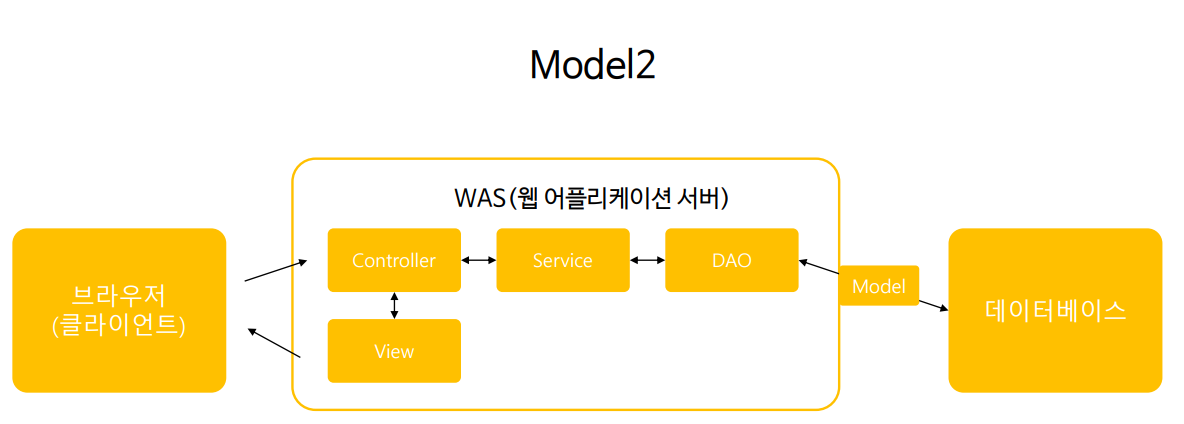 Model2
WAS(웹 어플리케이션 서버)
브라우저
(클라이언트)
Controller
Service
DAO
Model
데이터베이스
View